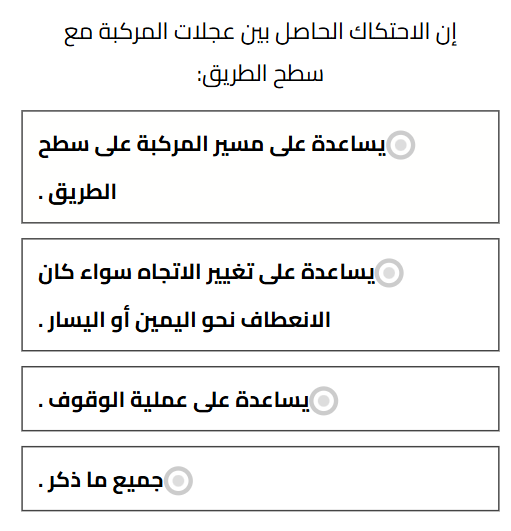 إن الاحتكاك الحاصل بين عجلات المركبة مع
سطح الطريق:
يساعدة على مسير المركبة على سطح
الطريق .
يساعدة على تغيير الاتجاه سواء كان
الانعطاف نحو اليمين أو اليسار .
يساعدة على عملية الوقوف .
جميع ما ذكر .